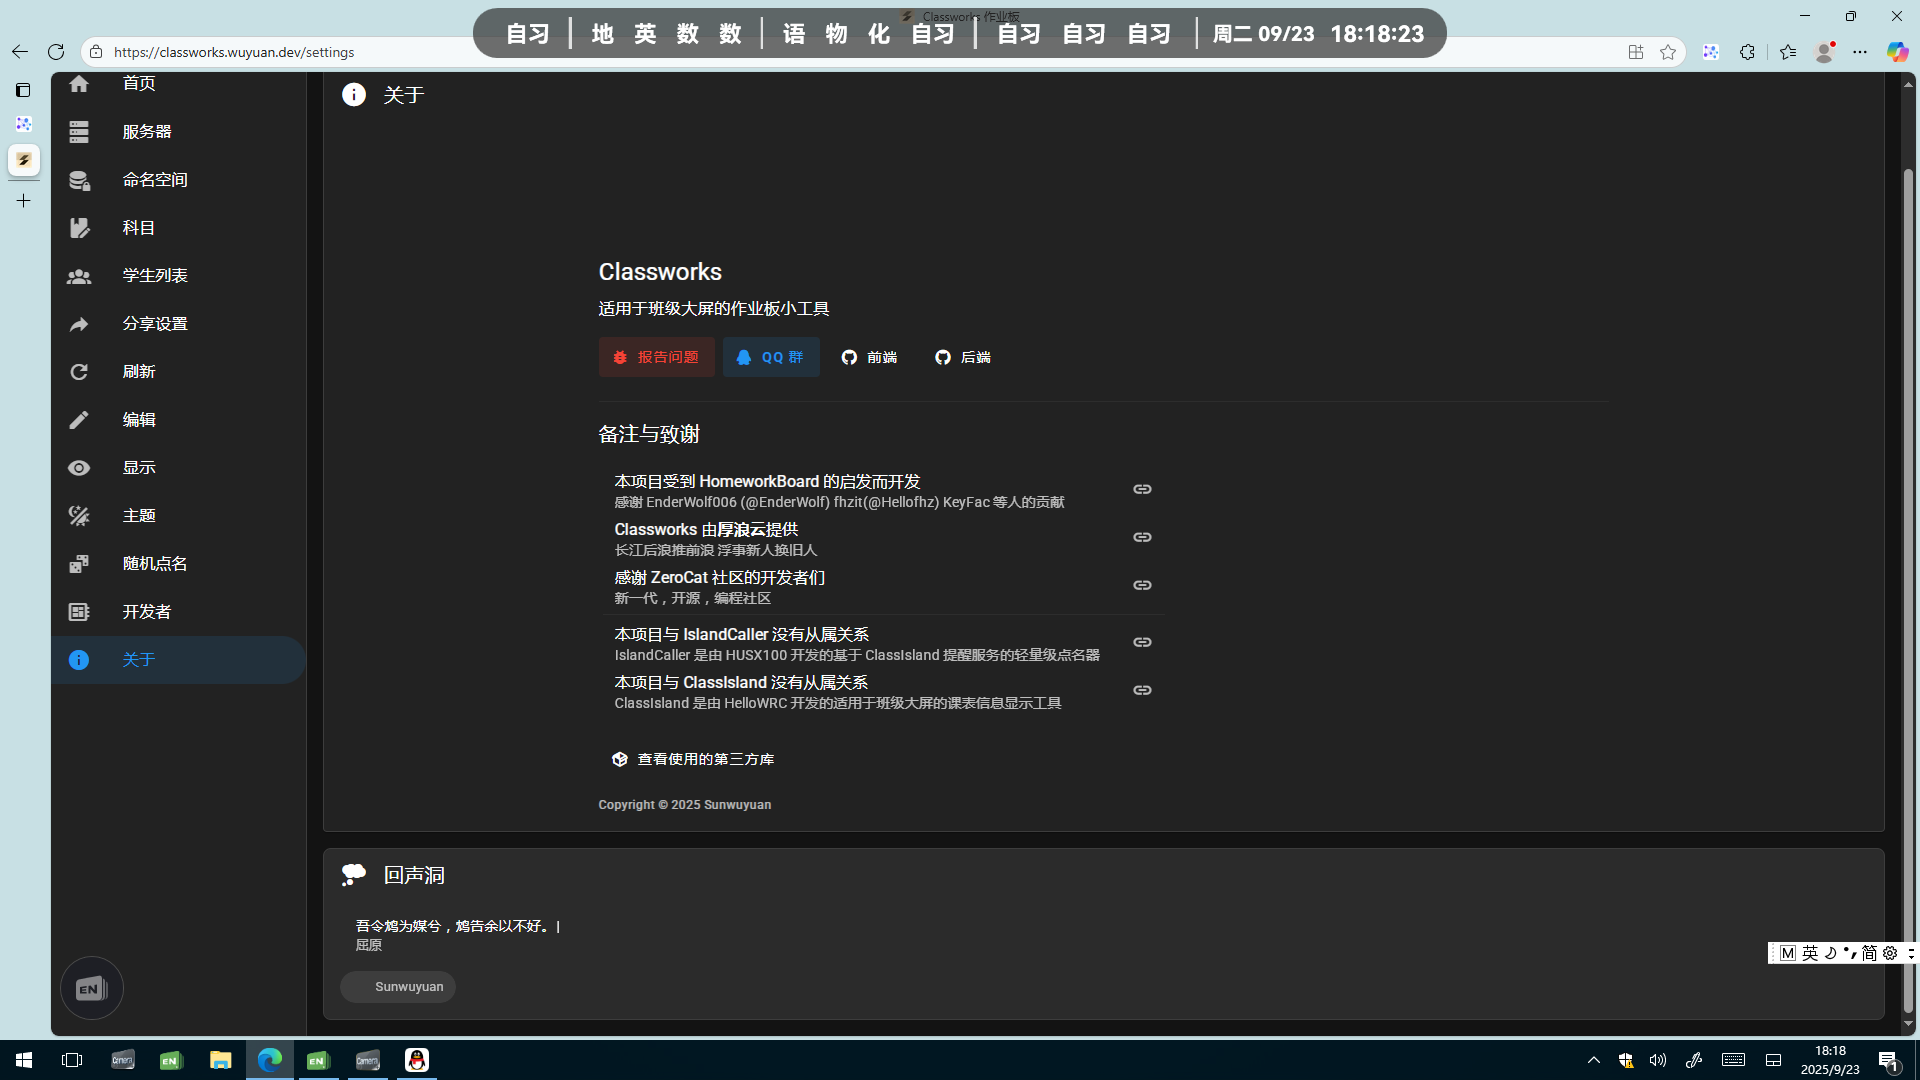 Classworks 作业板
自习 | 地 英 数 数 | 语 物 化 自习 | 自习 自习 自习 | 周二 09/23 18:18:23
https://classworks.wuyuan.dev/settings
首页
服务器
命名空间
科目
学生列表
分享设置
刷新
编辑
显示
主题
随机点名
开发者
关于
EN
关于
Classworks
适用于班级大屏的作业板小工具
报告问题 QQ 群 前端 后端
备注与致谢
本项目受到 HomeworkBoard 的启发而开发
感谢 EnderWolf006 (@EnderWolf) fhzit(@Hellofhz) KeyFac 等人的贡献
Classworks 由厚浪云提供
长江后浪推前浪 浮事新人换旧人
感谢 ZeroCat 社区的开发者们
新一代，开源，编程社区
本项目与 IslandCaller 没有从属关系
IslandCaller 是由 HUSX100 开发的基于 ClassIsland 提醒服务的轻量级点名器
本项目与 ClassIsland 没有从属关系
ClassIsland 是由 HelloWRC 开发的适用于班级大屏的课表信息显示工具
查看使用的第三方库
Copyright © 2025 Sunwuyuan
回声洞
吾令鸩为媒兮，鸩告余以不好。|
屈原
Sunwuyuan
M 英 简
Camera EN EN Camera
18:18
2025/9/23
1